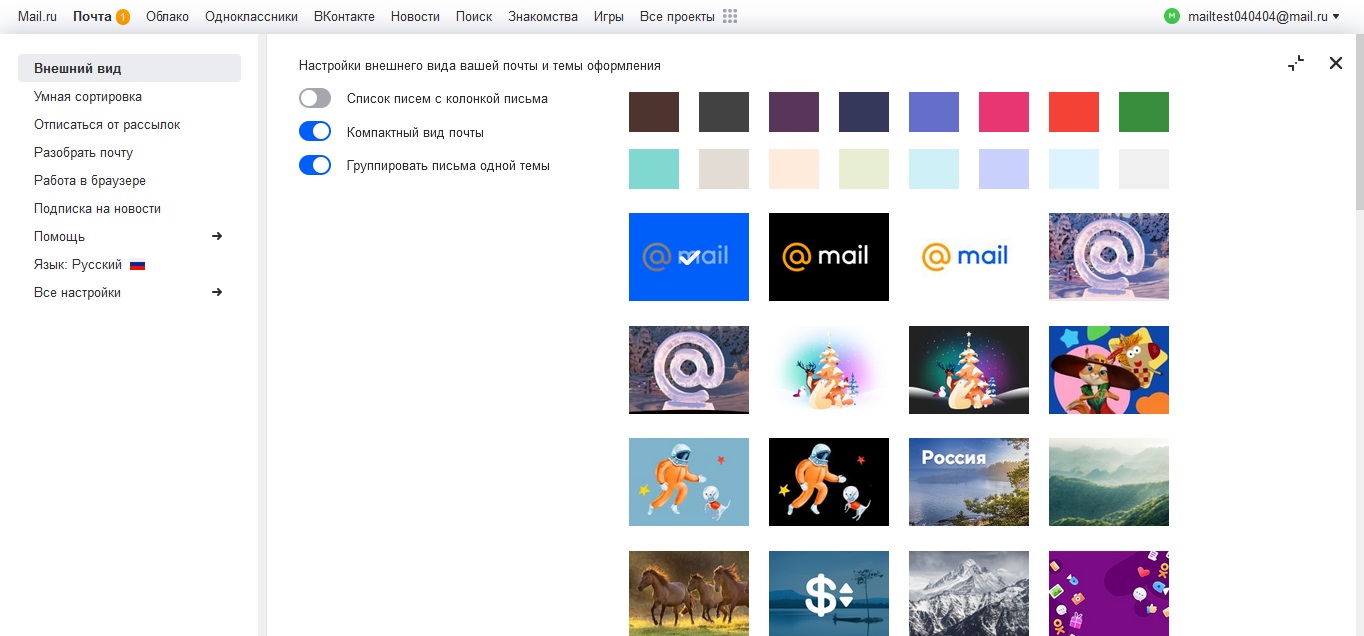 Mail.ru Почта 1 Облако Одноклассники ВКонтакте Новости Поиск Знакомства Игры Все проекты M mailtest040404@mail.ru
Внешний вид
Умная сортировка
Отписаться от рассылок
Разобрать почту
Работа в браузере
Подписка на новости
Помощь
Язык: Русский
Все настройки
Настройки внешнего вида вашей почты и темы оформления
Список писем с колонкой письма
Компактный вид почты
Группировать письма одной темы
@mail @mail @mail @
@
Россия
$